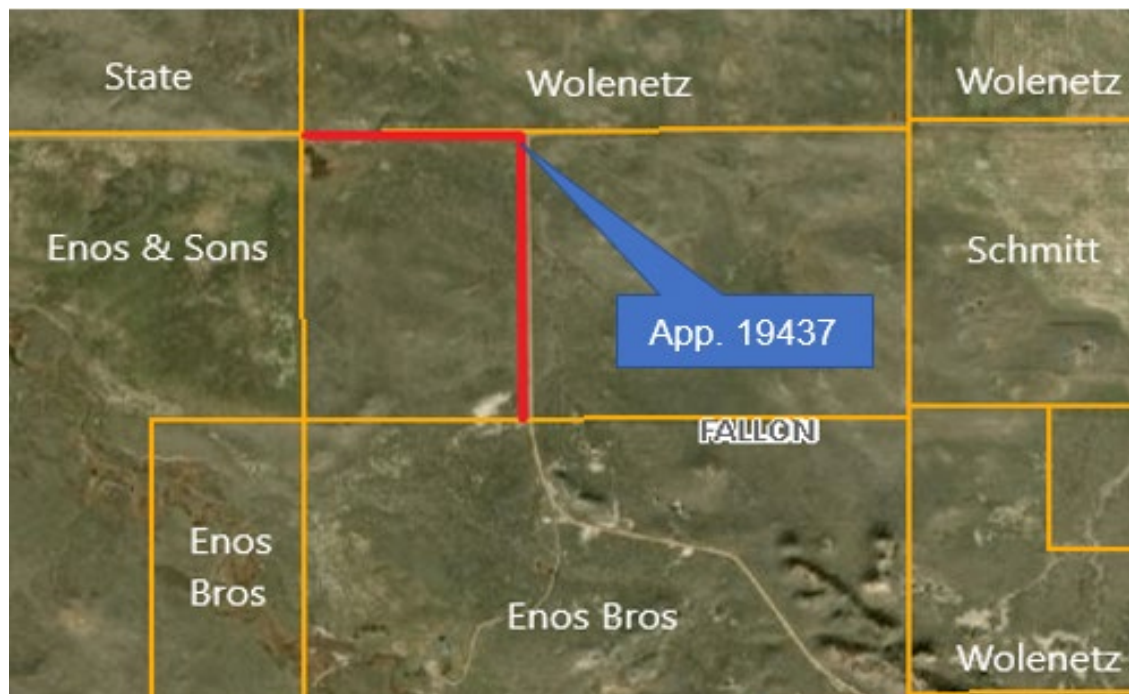 State
Wolenetz
Wolenetz
Enos & Sons
Schmitt
App. 19437
FALLON
Enos
Bros
Enos Bros
Wolenetz